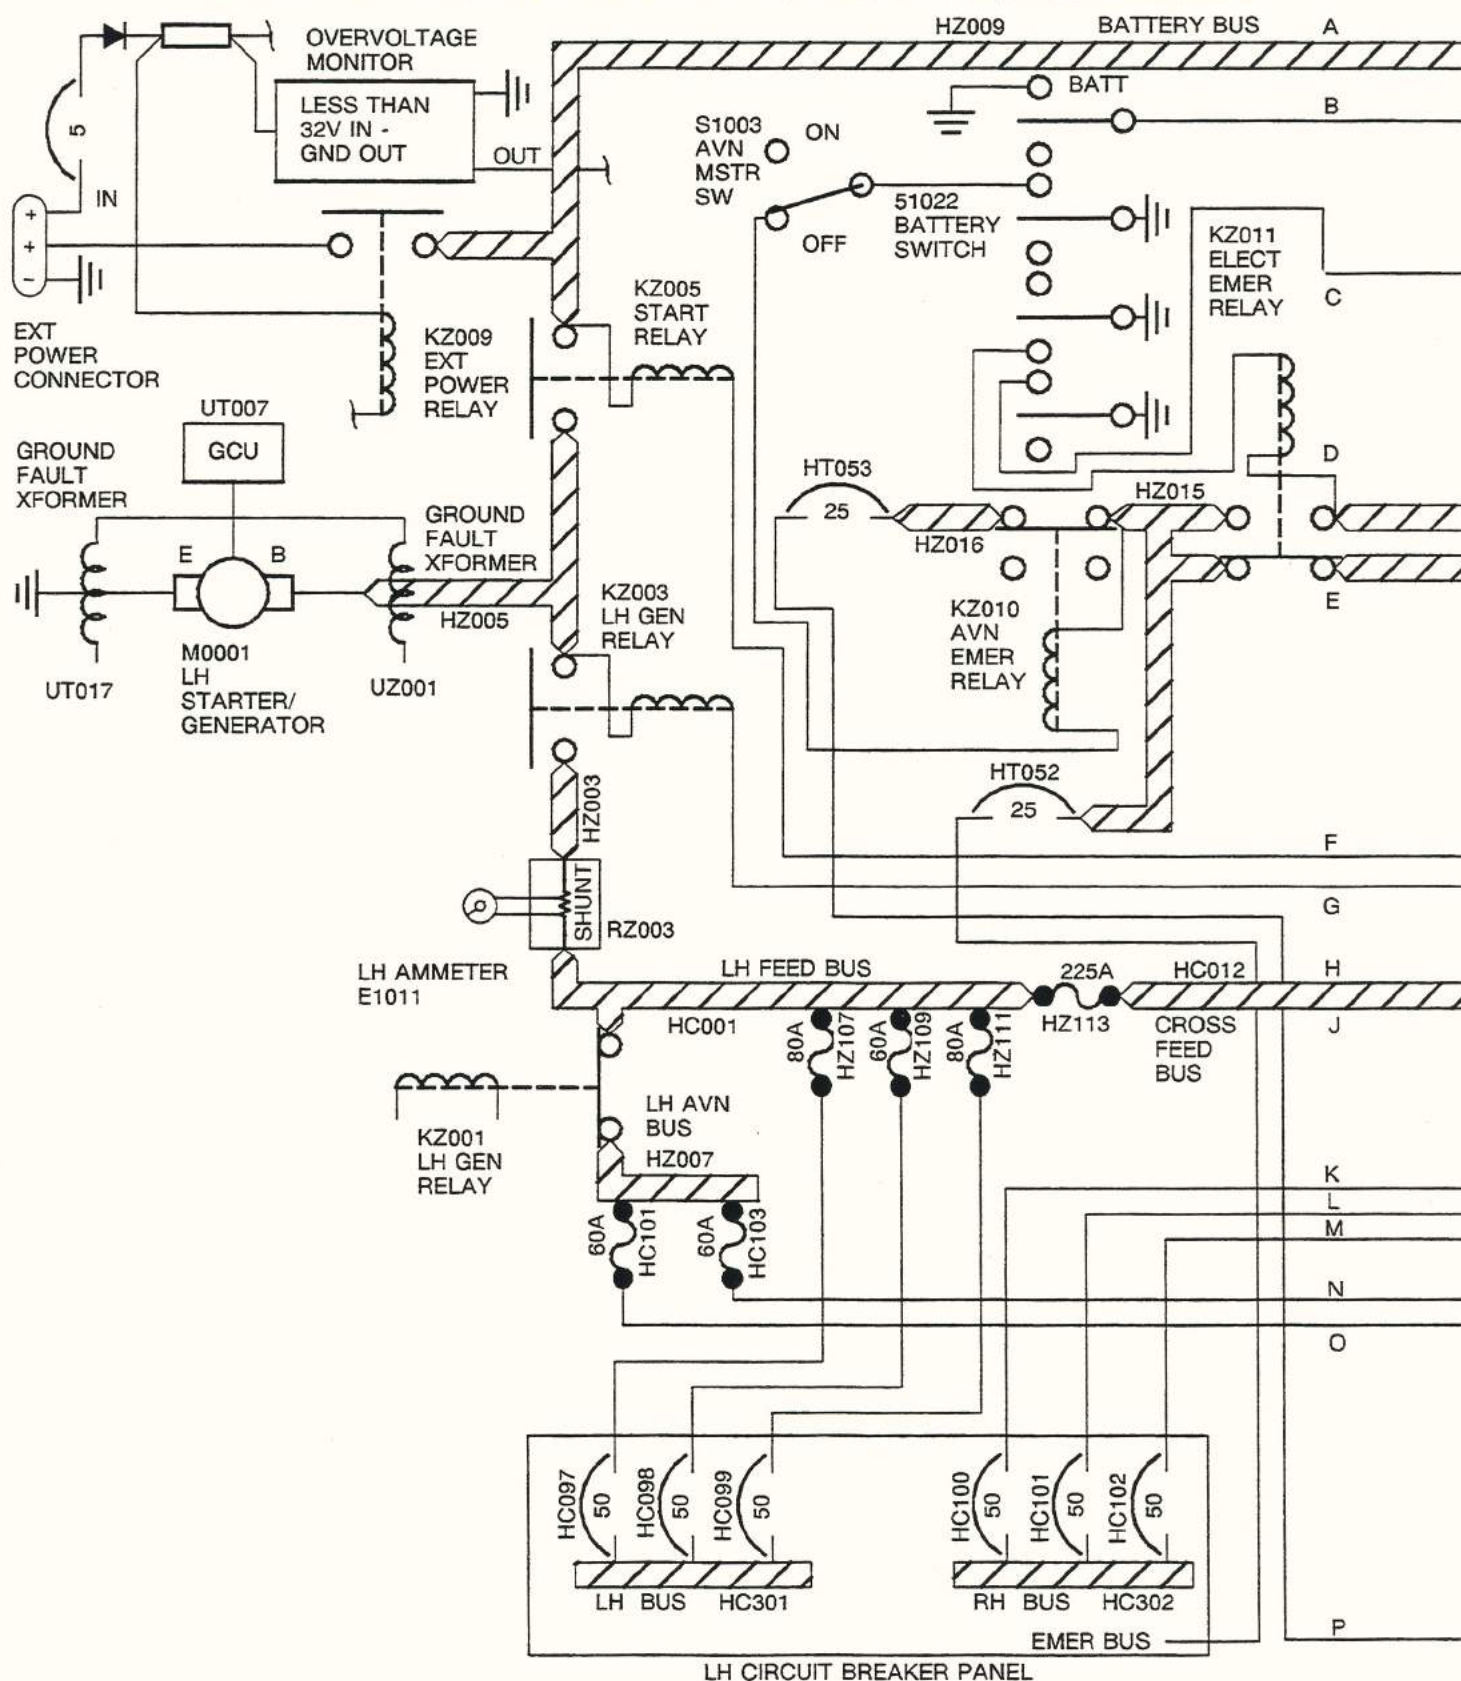 HZ009
BATTERY BUS
A
OVERVOLTAGE
MONITOR
LESS THAN
32V IN -
GND OUT
OUT
5
IN
+
+
−
EXT
POWER
CONNECTOR
BATT
B
S1003
AVN
MSTR
SW
ON
OFF
51022
BATTERY
SWITCH
KZ011
ELECT
EMER
RELAY
C
KZ005
START
RELAY
KZ009
EXT
POWER
RELAY
UT007
GCU
GROUND
FAULT
XFORMER
GROUND
FAULT
XFORMER
E
B
HZ005
M0001
LH
STARTER/
GENERATOR
UT017
UZ001
KZ003
LH GEN
RELAY
D
HT053
25
HZ016
HZ015
KZ010
AVN
EMER
RELAY
E
HT052
25
HZ003
F
G
SHUNT
RZ003
LH AMMETER
E1011
LH FEED BUS
225A
HC012
H
HC001
HZ113
CROSS
FEED
BUS
J
80A
HZ107
60A
HZ109
80A
HZ111
KZ001
LH GEN
RELAY
LH AVN
BUS
HZ007
60A
HC101
60A
HC103
K
L
M
N
O
HC097
50
HC098
50
HC099
50
HC100
50
HC101
50
HC102
50
LH BUS HC301
RH BUS HC302
EMER BUS
P
LH CIRCUIT BREAKER PANEL